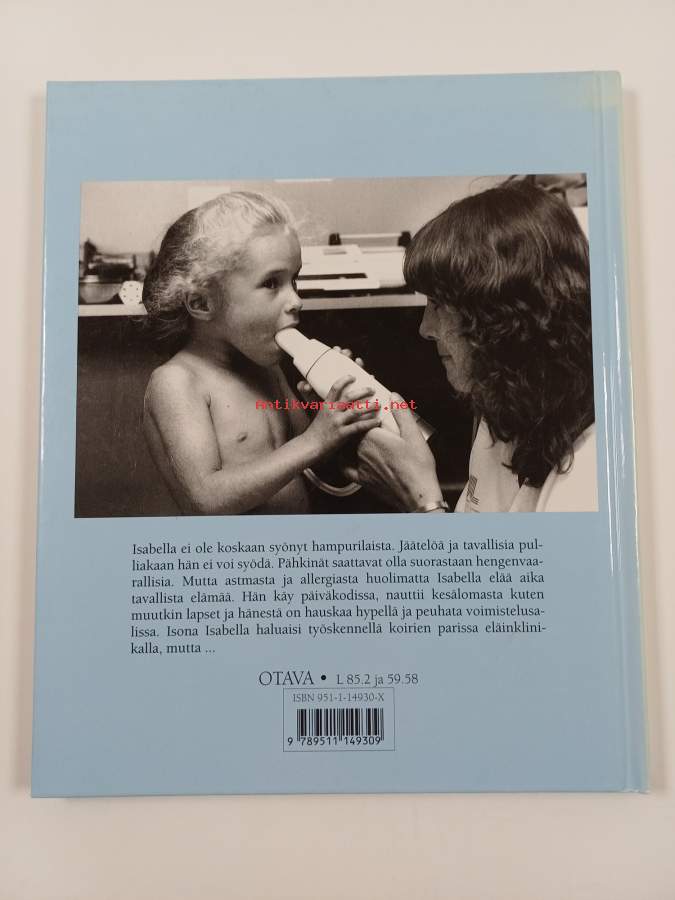 Antikvariaatti.net
Isabella ei ole koskaan syönyt hampurilaista. Jäätelöä ja tavallisia pul-
liakaan hän ei voi syödä. Pähkinät saattavat olla suorastaan hengenvaa-
rallisia. Mutta astmasta ja allergiasta huolimatta Isabella elää aika
tavallista elämää. Hän käy päiväkodissa, nauttii kesälomasta kuten
muutkin lapset ja hänestä on hauskaa hypellä ja peuhata voimistelusa-
lissa. Isona Isabella haluaisi työskennellä koirien parissa eläinklini-
kalla, mutta ...
OTAVA • L 85.2 ja 59.58
ISBN 951-1-14930-X
9 789511 149309